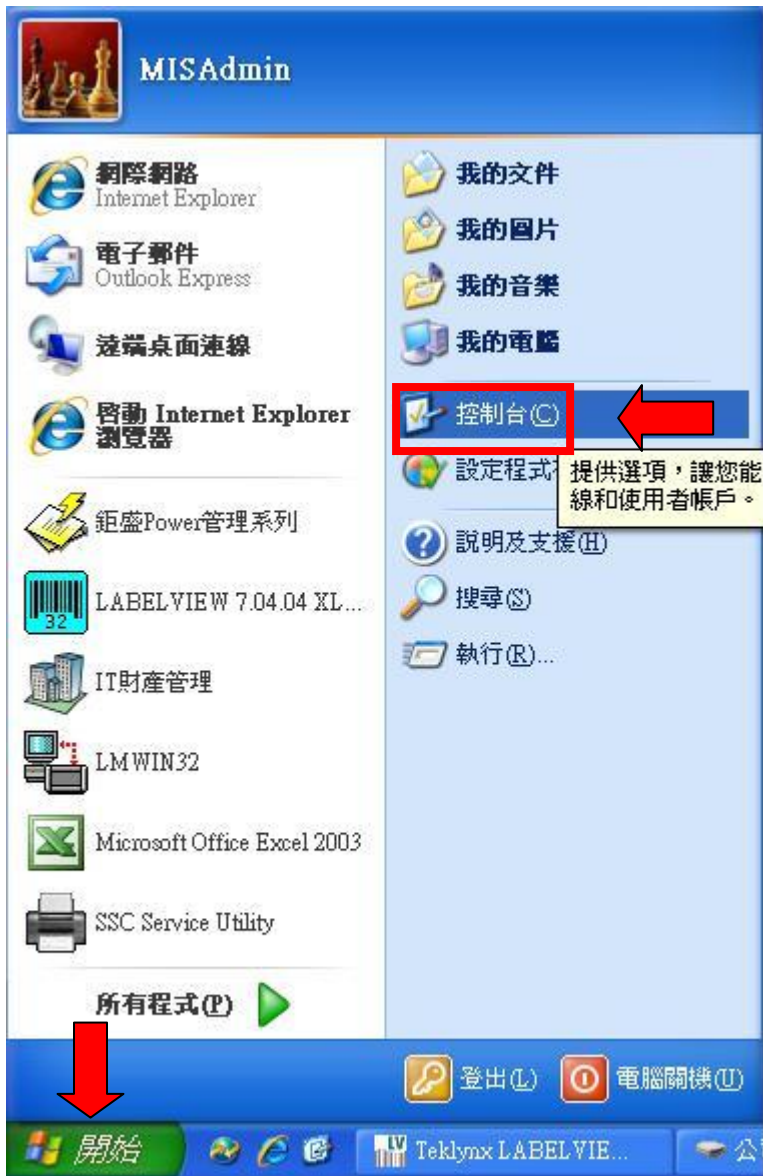 MISAdmin
網際網路
Internet Explorer
電子郵件
Outlook Express
遠端桌面連線
啓動 Internet Explorer
瀏覽器
鉅盛Power管理系列
32
LABELVIEW 7.04.04 XL...
IT財產管理
LMWIN32
Microsoft Office Excel 2003
SSC Service Utility
所有程式(P)
我的文件
我的圖片
我的音樂
我的電腦
控制台(C)
設定程式
提供選項，讓您能
線和使用者帳戶。
說明及支援(H)
搜尋(S)
執行(R)...
登出(L)
電腦關機(U)
開始
LV
Teklynx LABELVIE...
公